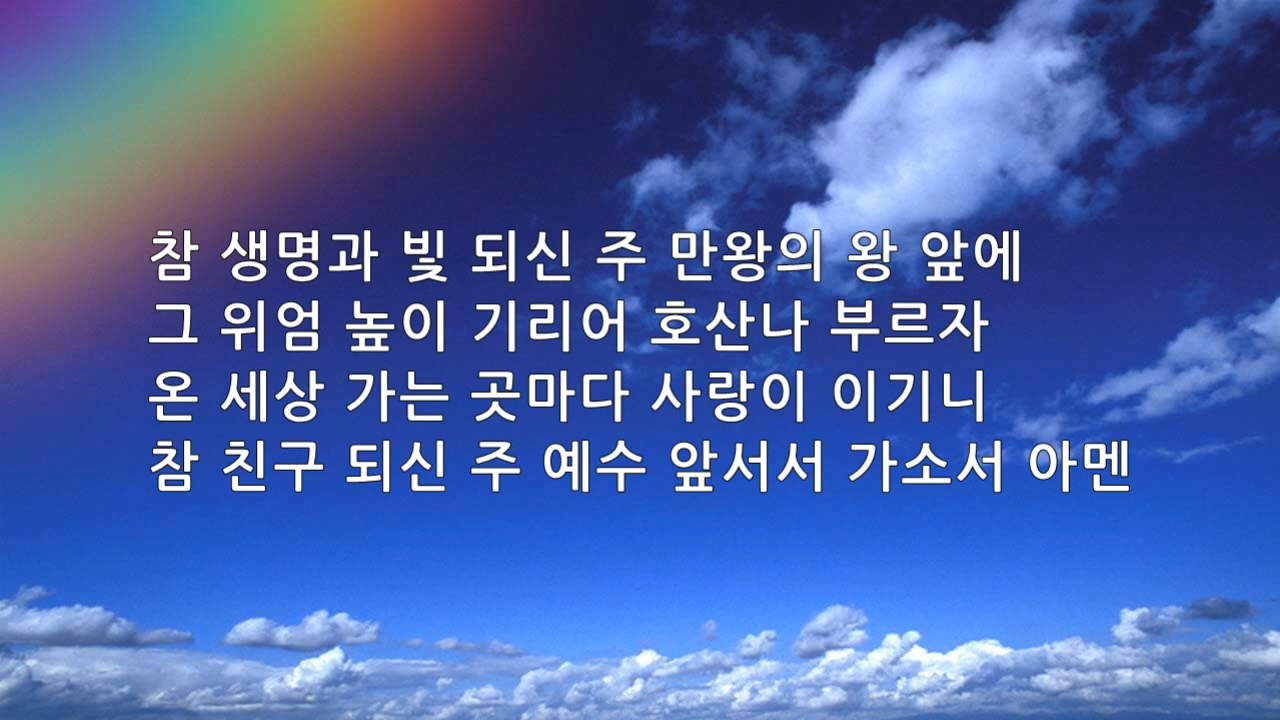 참 생명과 빛 되신 주 만왕의 왕 앞에
그 위엄 높이 기리어 호산나 부르자
온 세상 가는 곳마다 사랑이 이기니
참 친구 되신 주 예수 앞서서 가소서 아멘